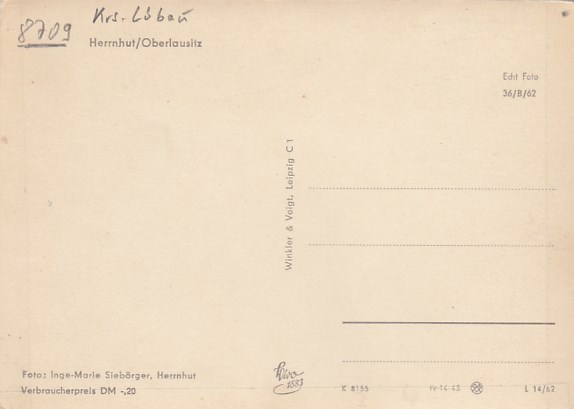 8709
Krs. Löbau
Herrnhut/Oberlausitz
Echt Foto
36/B/62
Winkler & Voigt, Leipzig C 1
Foto: Inge-Marie Siebörger, Herrnhut
Verbraucherpreis DM -,20
1883
K 8155
L 14/62